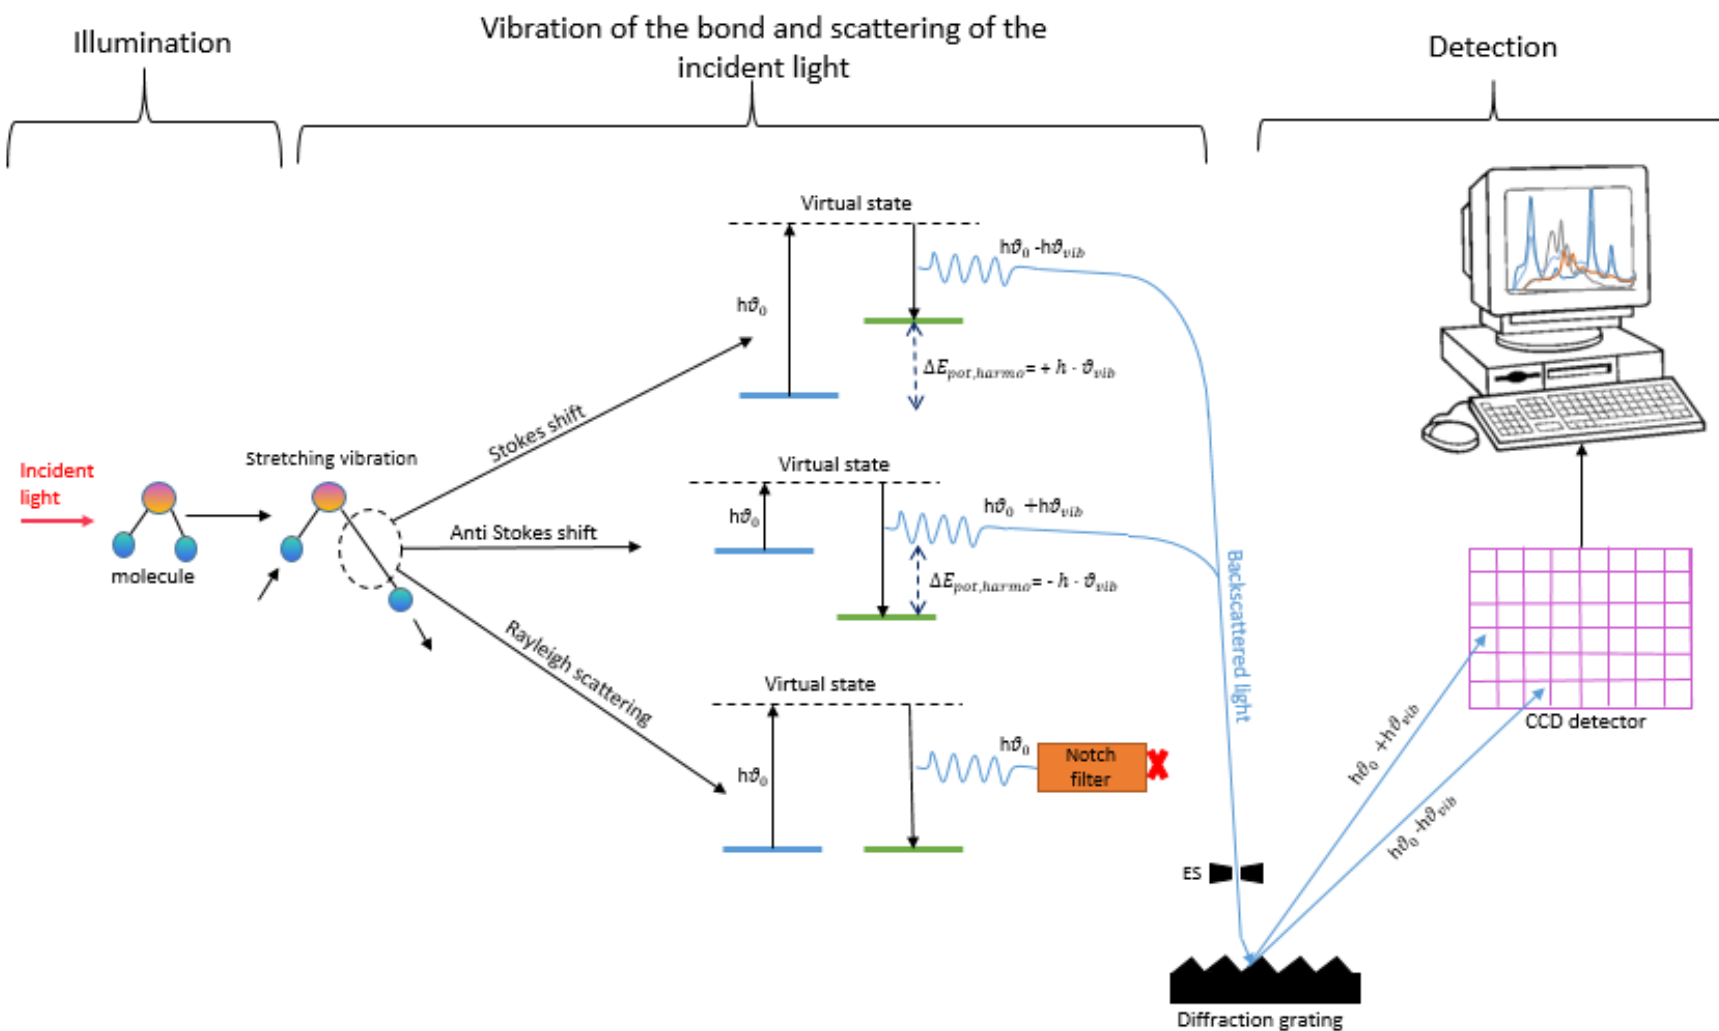 Illumination
Vibration of the bond and scattering of the
incident light
Detection
Virtual state
hϑ₀ -hϑ𝑣𝑖𝑏
hϑ₀
ΔE𝑝𝑜𝑡,ℎ𝑎𝑟𝑚𝑜= + h · ϑ𝑣𝑖𝑏
Stokes shift
Incident
light
molecule
Stretching vibration
Anti Stokes shift
Virtual state
hϑ₀
hϑ₀ +hϑ𝑣𝑖𝑏
ΔE𝑝𝑜𝑡,ℎ𝑎𝑟𝑚𝑜= - h · ϑ𝑣𝑖𝑏
Rayleigh scattering
Virtual state
hϑ₀
hϑ₀
Notch
filter
Backscattered light
ES
Diffraction grating
hϑ₀ +hϑ𝑣𝑖𝑏
hϑ₀ -hϑ𝑣𝑖𝑏
CCD detector